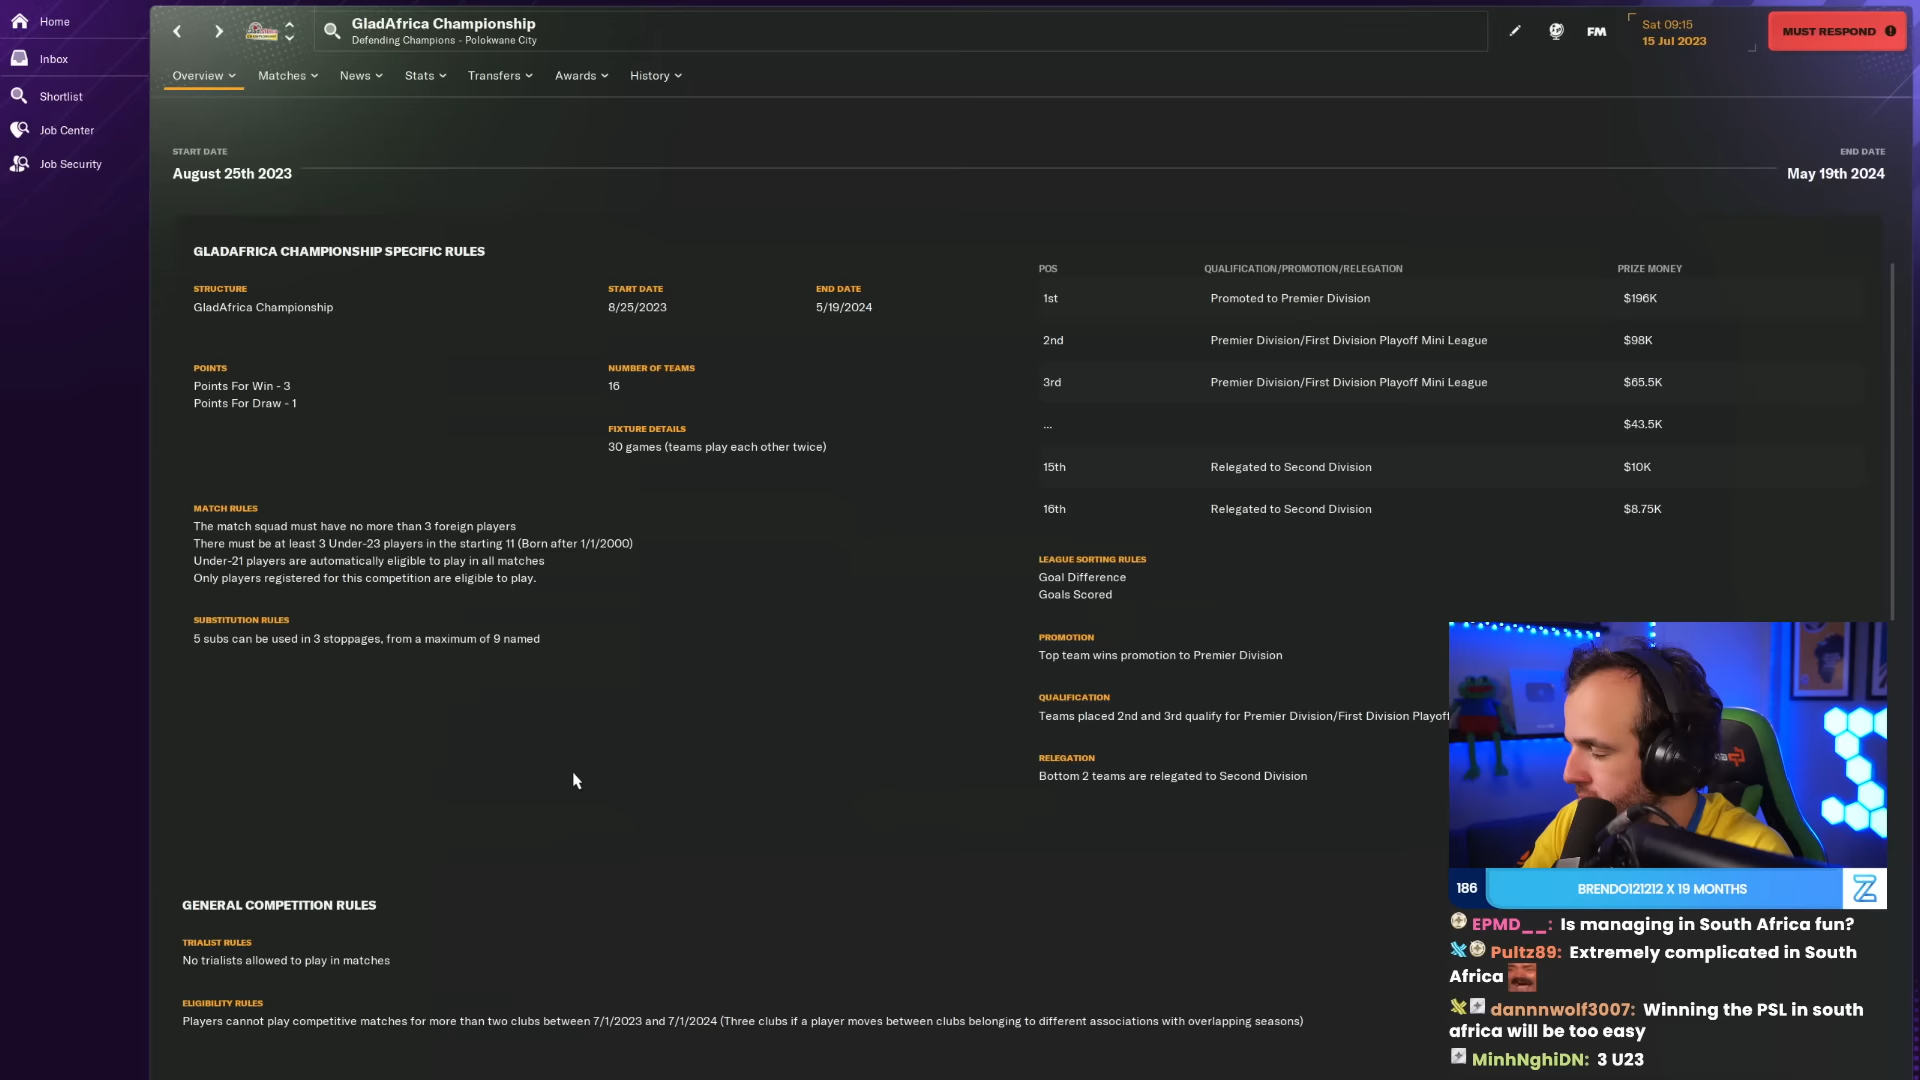 Home
Inbox
Shortlist
Job Center
Job Security
GladAfrica Championship
Defending Champions - Polokwane City
FM
Sat 09:15
15 Jul 2023
MUST RESPOND
Overview
Matches
News
Stats
Transfers
Awards
History
START DATE
August 25th 2023
END DATE
May 19th 2024
GLADAFRICA CHAMPIONSHIP SPECIFIC RULES
STRUCTURE
GladAfrica Championship
START DATE
8/25/2023
END DATE
5/19/2024
POINTS
Points For Win - 3
Points For Draw - 1
NUMBER OF TEAMS
16
FIXTURE DETAILS
30 games (teams play each other twice)
MATCH RULES
The match squad must have no more than 3 foreign players
There must be at least 3 Under-23 players in the starting 11 (Born after 1/1/2000)
Under-21 players are automatically eligible to play in all matches
Only players registered for this competition are eligible to play.
SUBSTITUTION RULES
5 subs can be used in 3 stoppages, from a maximum of 9 named
POS QUALIFICATION/PROMOTION/RELEGATION PRIZE MONEY
1st Promoted to Premier Division $196K
2nd Premier Division/First Division Playoff Mini League $98K
3rd Premier Division/First Division Playoff Mini League $65.5K
... $43.5K
15th Relegated to Second Division $10K
16th Relegated to Second Division $8.75K
LEAGUE SORTING RULES
Goal Difference
Goals Scored
PROMOTION
Top team wins promotion to Premier Division
QUALIFICATION
Teams placed 2nd and 3rd qualify for Premier Division/First Division Playoff
RELEGATION
Bottom 2 teams are relegated to Second Division
GENERAL COMPETITION RULES
TRIALIST RULES
No trialists allowed to play in matches
ELIGIBILITY RULES
Players cannot play competitive matches for more than two clubs between 7/1/2023 and 7/1/2024 (Three clubs if a player moves between clubs belonging to different associations with overlapping seasons)
186
BRENDO121212 X 19 MONTHS
EPMD__: Is managing in South Africa fun?
Pultz89: Extremely complicated in South
Africa
dannnwolf3007: Winning the PSL in south
africa will be too easy
MinhNghiDN: 3 U23